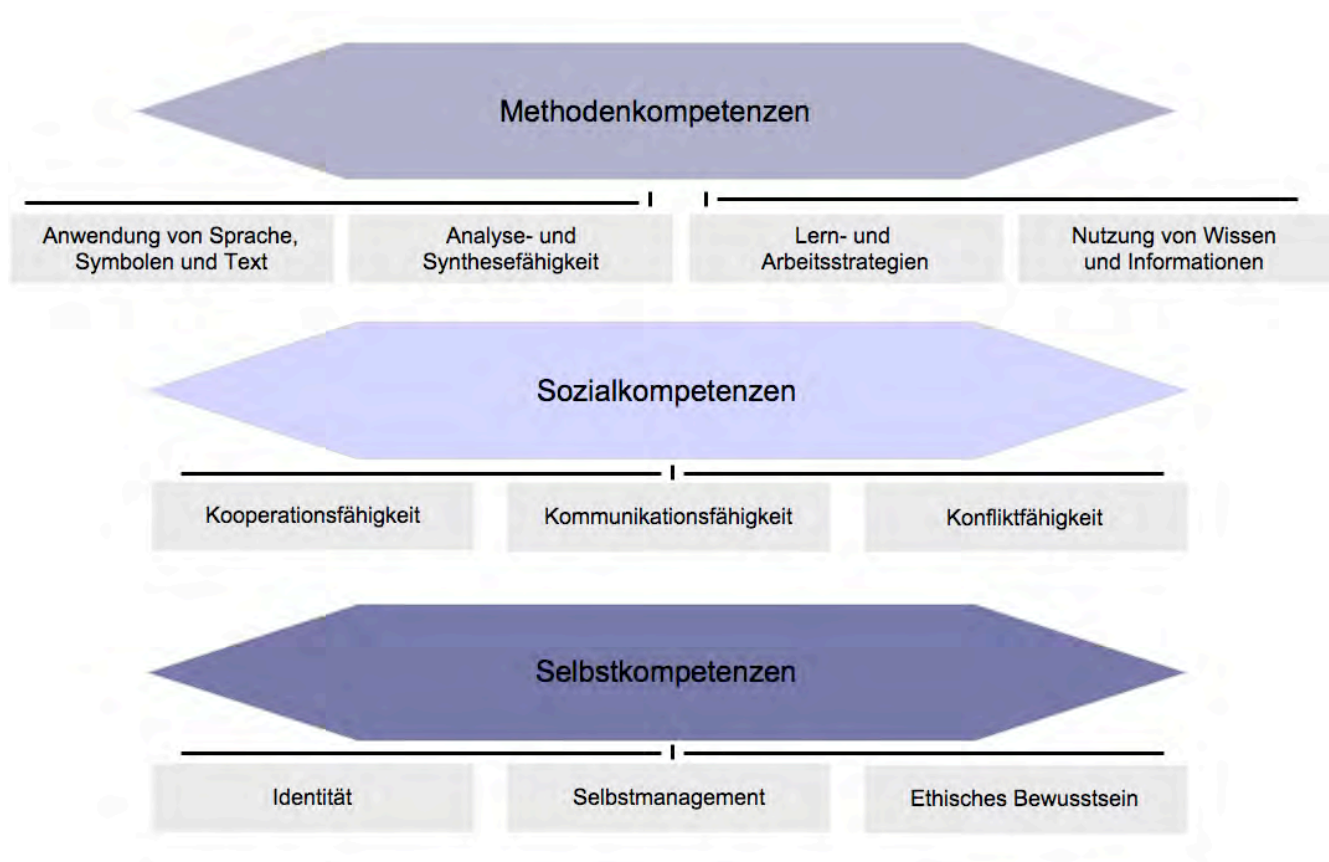 Methodenkompetenzen
Anwendung von Sprache,
Symbolen und Text
Analyse- und
Synthesefähigkeit
Lern- und
Arbeitsstrategien
Nutzung von Wissen
und Informationen
Sozialkompetenzen
Kooperationsfähigkeit
Kommunikationsfähigkeit
Konfliktfähigkeit
Selbstkompetenzen
Identität
Selbstmanagement
Ethisches Bewusstsein